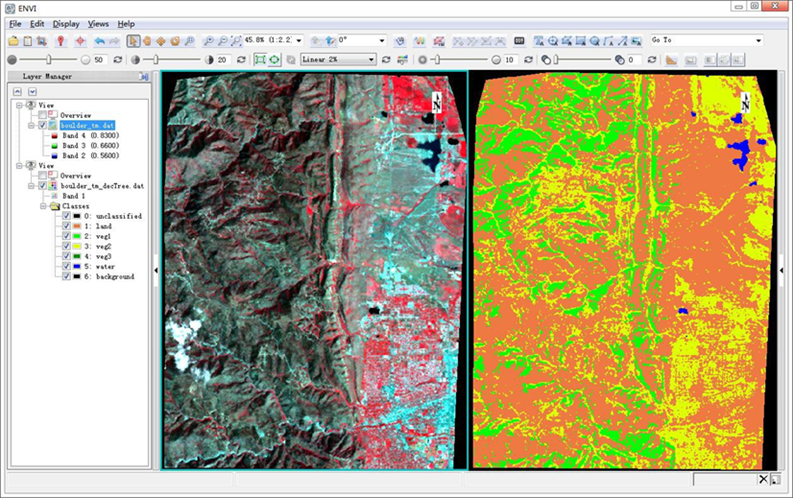 ENVI
File Edit Display Views Help
50 20 45.8% (1:2.2 0° Go To
Linear 2% 10 0
Layer Manager
View
Overview
boulder_tm.dat
Band 4 (0.8300)
Band 3 (0.6600)
Band 2 (0.5600)
View
Overview
boulder_tm_decTree.dat
Band 1
Classes
0: unclassified
1: land
2: veg1
3: veg2
4: veg3
5: water
6: background
N
N